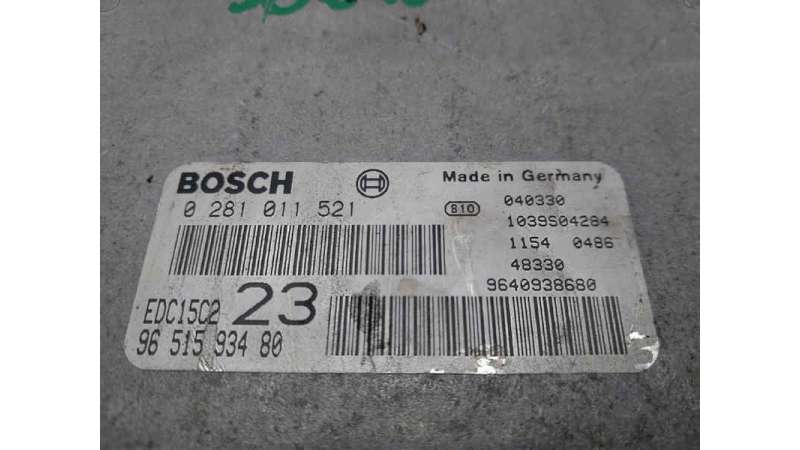 BOSCH
Made in Germany
0 281 011 521
B10
040330
1039S04284
1154 0486
48330
9640938680
EDC15C2 23
96 515 934 80